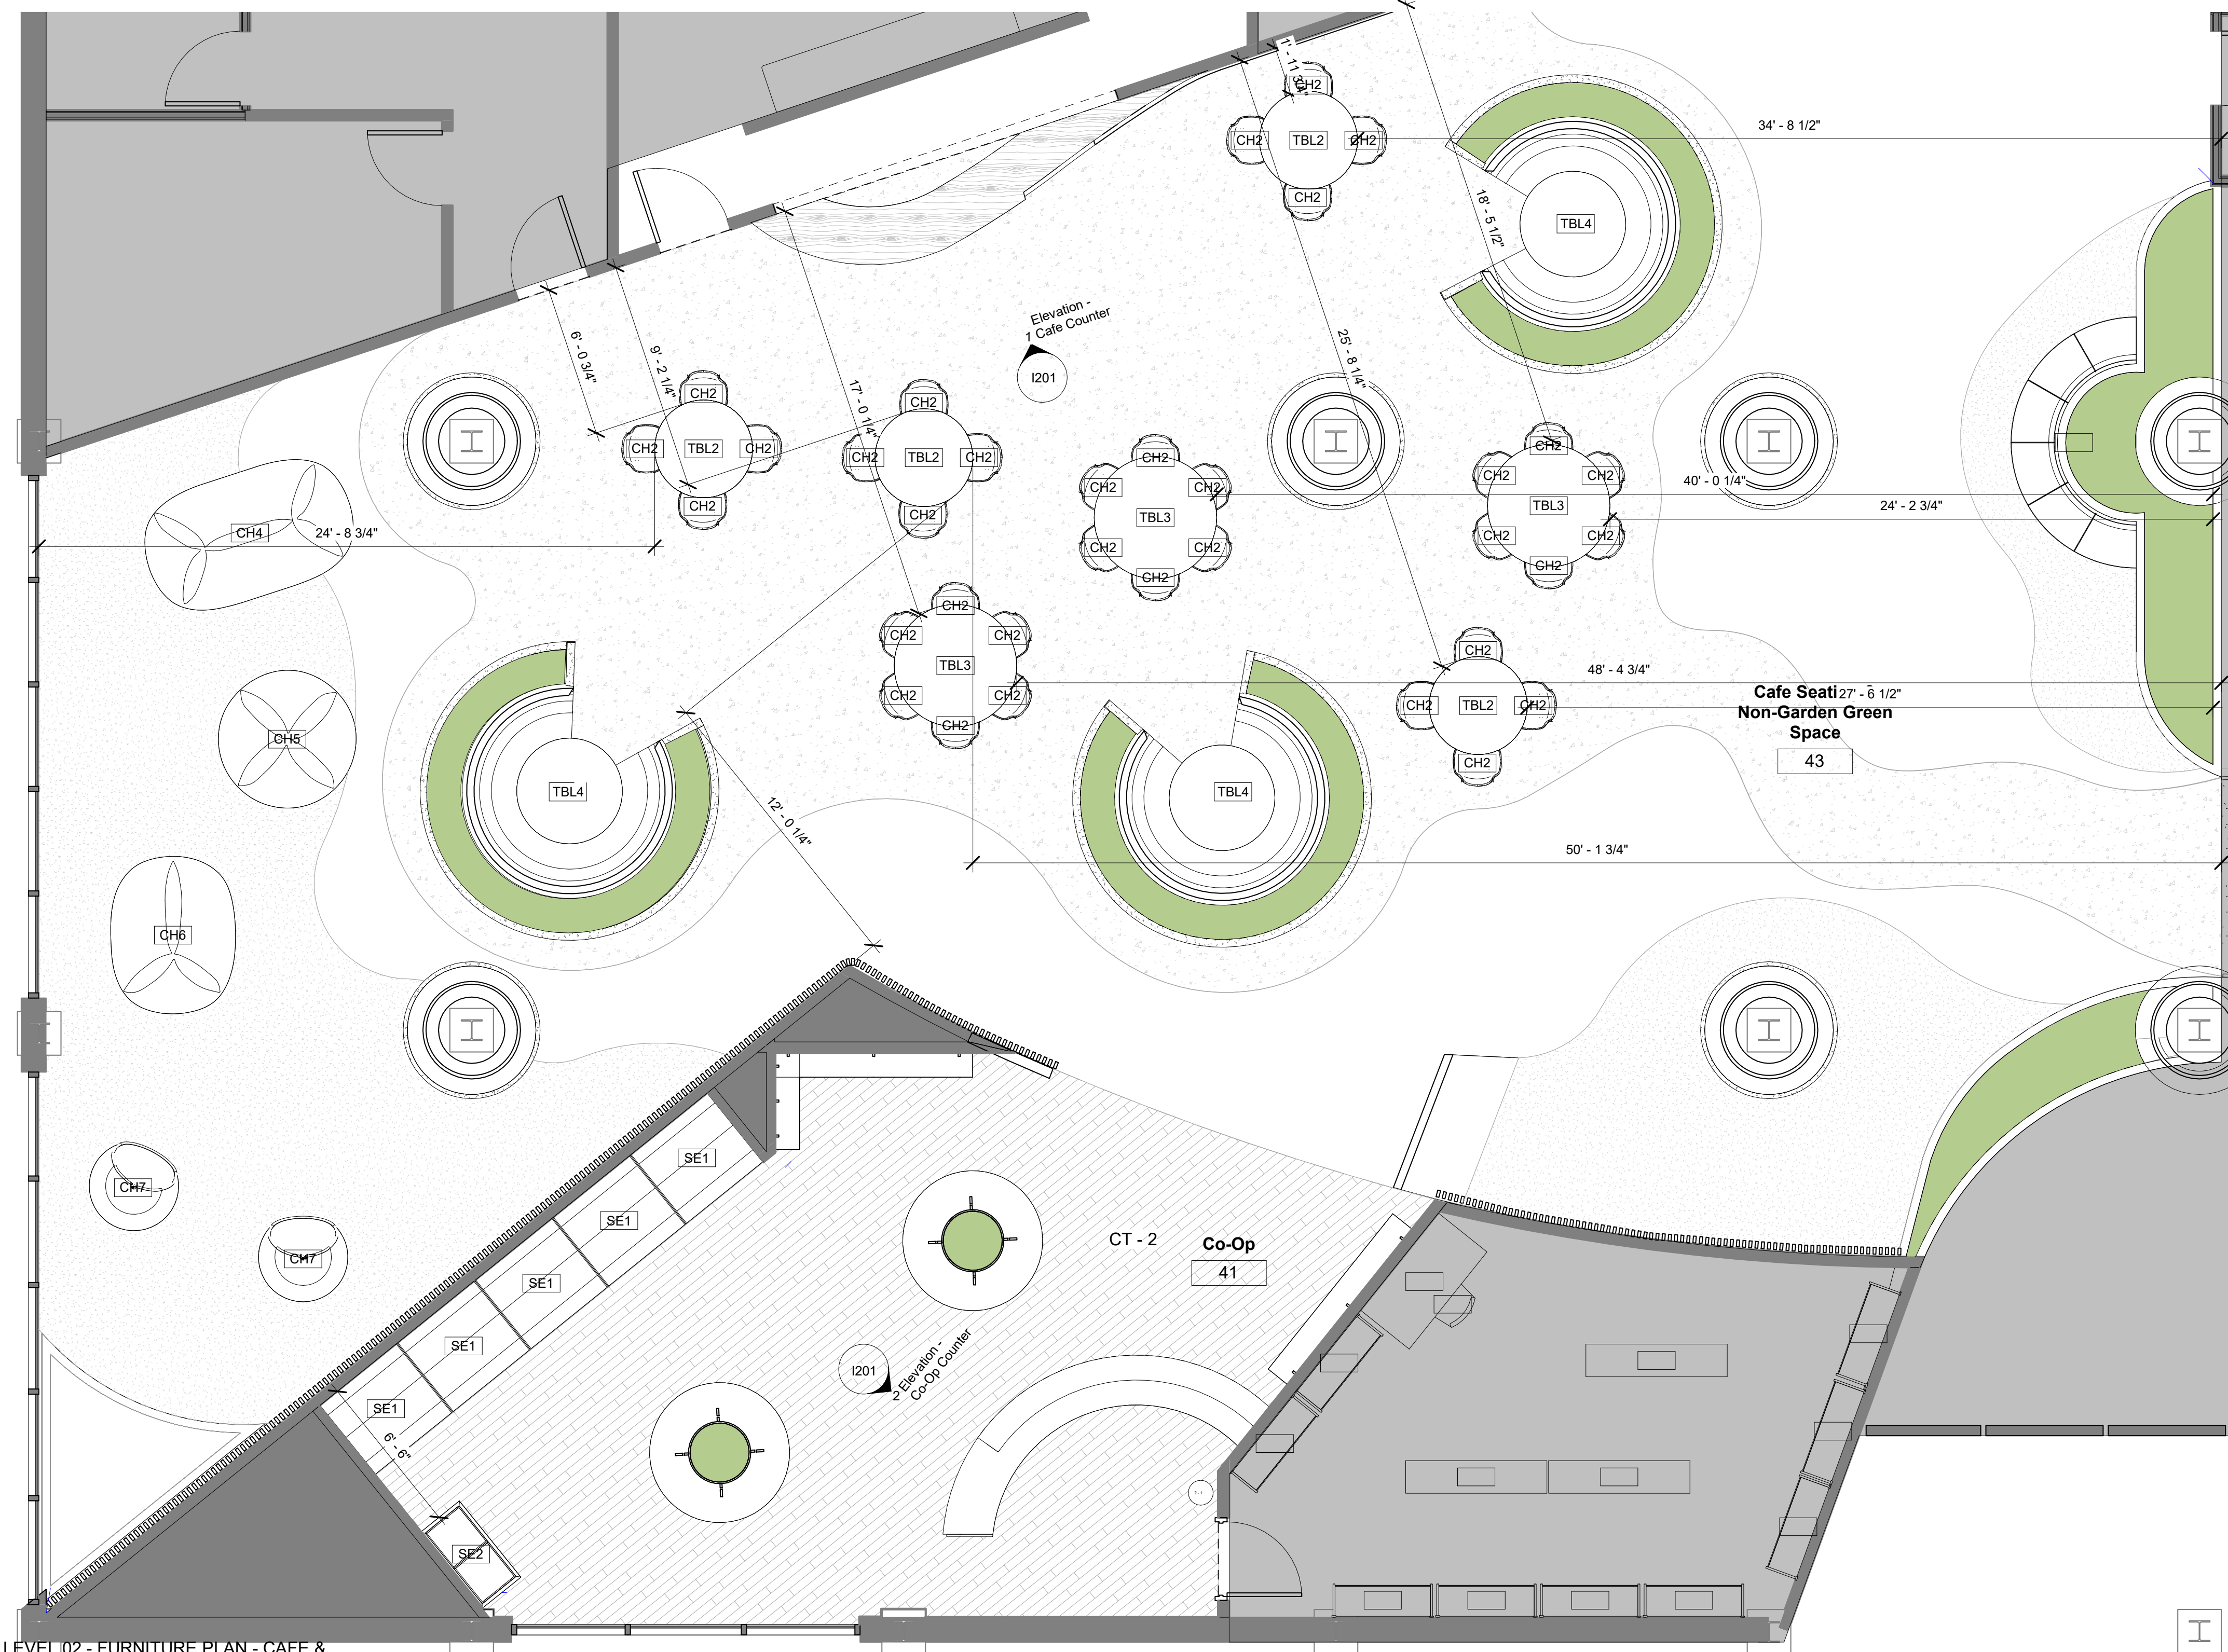 1' - 11
CH2
CH2
TBL2
CH2
CH2
34' - 8 1/2"
TBL4
18' - 5 1/2"
Elevation -
1 Cafe Counter
I201
6' - 0 3/4"
9' - 2 1/4"
17' - 0 1/4"
25' - 8 1/4"
CH2
CH2
TBL2
CH2
CH2
CH2
CH2
TBL2
CH2
CH2
CH2
CH2
CH2
TBL3
CH2
CH2
CH2
CH2
CH2
CH2
TBL3
CH2
CH2
CH2
40' - 0 1/4"
24' - 2 3/4"
CH4
24' - 8 3/4"
CH2
CH2
CH2
TBL3
CH2
CH2
CH2
CH2
CH2
TBL2
CH2
CH2
48' - 4 3/4"
Cafe Seati
27' - 6 1/2"
Non-Garden Green
Space
43
CH5
TBL4
12' - 0 1/4"
TBL4
50' - 1 3/4"
CH6
SE1
CH7
SE1
CT - 2
Co-Op
41
CH7
SE1
SE1
I201
2 Elevation -
Co-Op Counter
SE1
6' - 6"
SE2
LEVEL 02 - FURNITURE PLAN - CAFE &